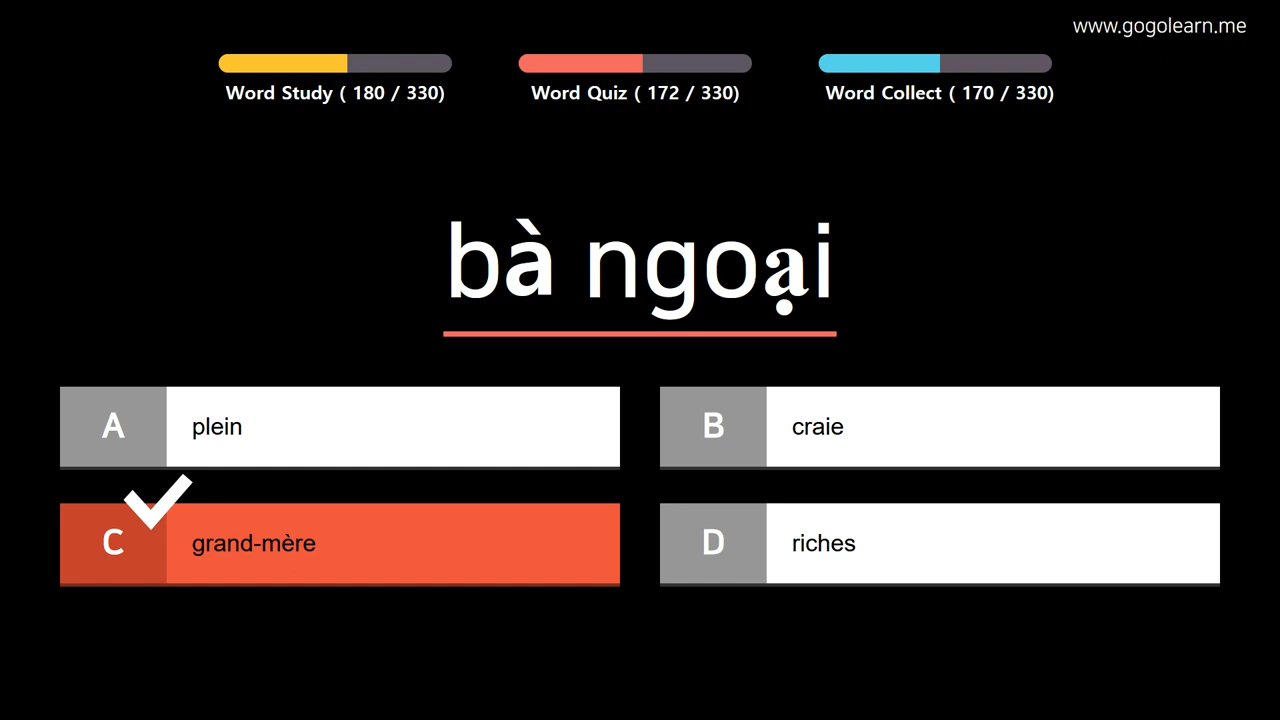 www.gogolearn.me
Word Study ( 180 / 330)
Word Quiz ( 172 / 330)
Word Collect ( 170 / 330)
bà ngoại
A plein
B craie
C grand-mère
D riches